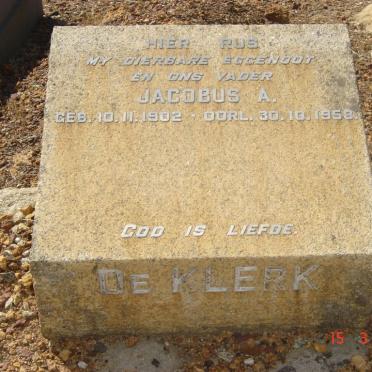 HIER RUS
MY DIERBARE EGGENOOT
EN ONS VADER
JACOBUS A.
GEB. 10.11.1902 - OORL. 30.10.1958.
GOD IS LIEFDE.
DE KLERK
15 3